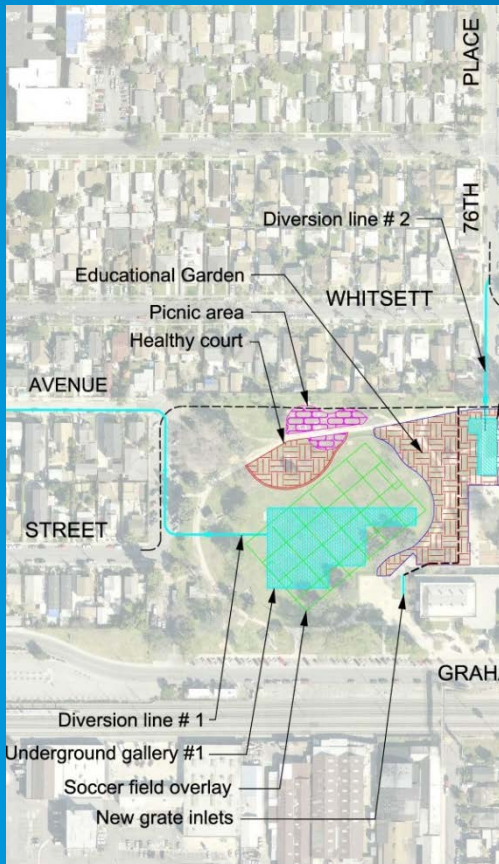 PLACE
76TH
Diversion line # 2
Educational Garden
WHITSETT
Picnic area
Healthy court
AVENUE
STREET
GRAHA
Diversion line # 1
Underground gallery #1
Soccer field overlay
New grate inlets